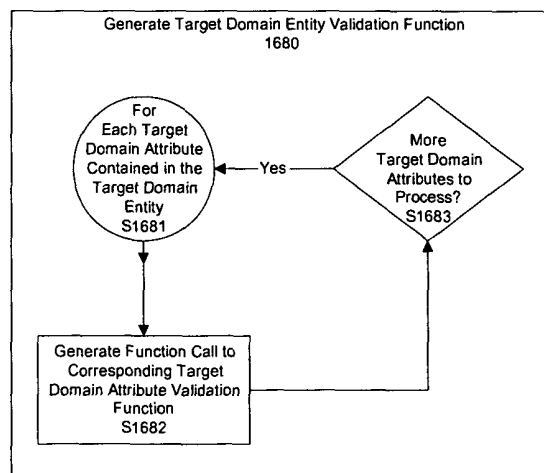 Generate Target Domain Entity Validation Function
1680
For
Each Target
Domain Attribute
Contained in the
Target Domain
Entity
S1681
Yes
More
Target Domain
Attributes to
Process?
S1683
Generate Function Call to
Corresponding Target
Domain Attribute Validation
Function
S1682